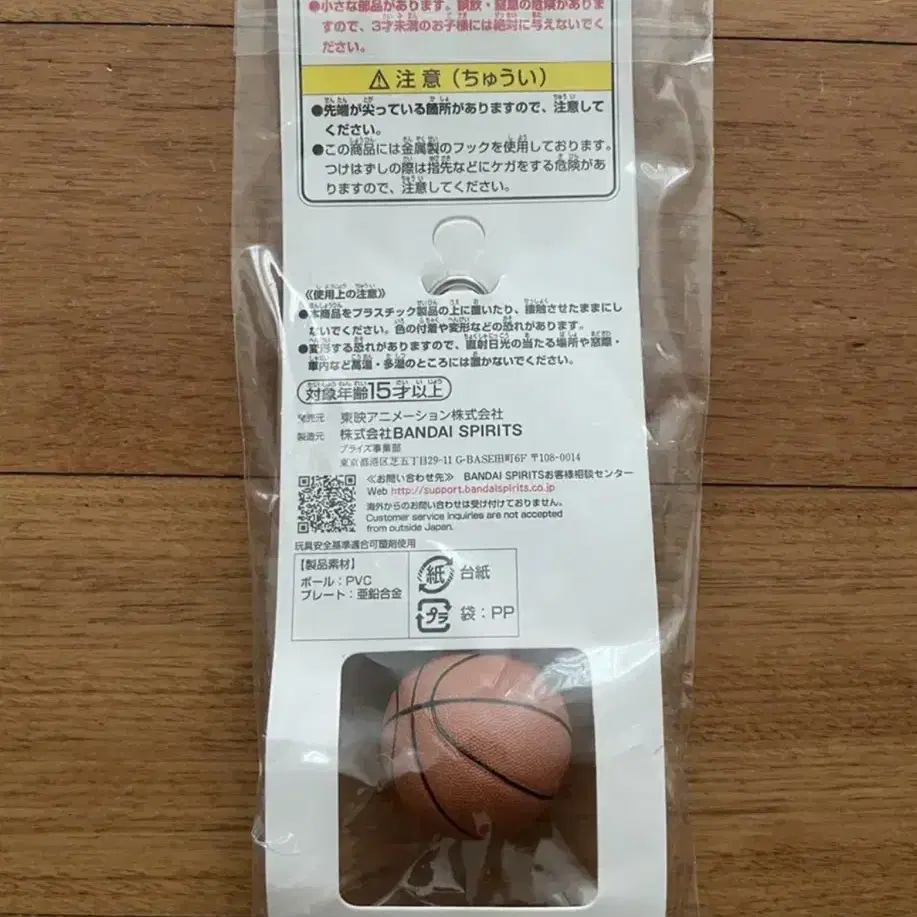 ●小さな部品があります。誤飲・窒息の危険がありま
すので、3才未満のお子様には絶対に与えないでく
ださい。
⚠注意(ちゅうい)
●先端が尖っている箇所がありますので、注意して
ください。
●この商品には金属製のフックを使用しております。
つけはずしの際は指先などにケガをする危険があ
りますので、注意してください。
《使用上の注意》
●本商品をプラスチック製品の上に置いたり、接触させたままにし
ないでください。色の付着や変形などの恐れがあります。
●変形する恐れがありますので、直射日光の当たる場所や窓際・
車内など高温・多湿のところには置かないでください。
対象年齢15才以上
発売元 東映アニメーション株式会社
製造元 株式会社BANDAI SPIRITS
プライズ事業部
東京都港区芝五丁目29-11 G-BASE田町6F 〒108-0014
≪お問い合わせ先≫ BANDAI SPIRITSお客様相談センター
Web http://support.bandaispirits.co.jp
海外からのお問い合わせは受け付けておりません。
Customer service inquiries are not accepted
from outside Japan.
玩具安全基準適合可塑剤使用
【製品素材】
ボール:PVC
プレート:亜鉛合金
紙 台紙
プラ 袋:PP